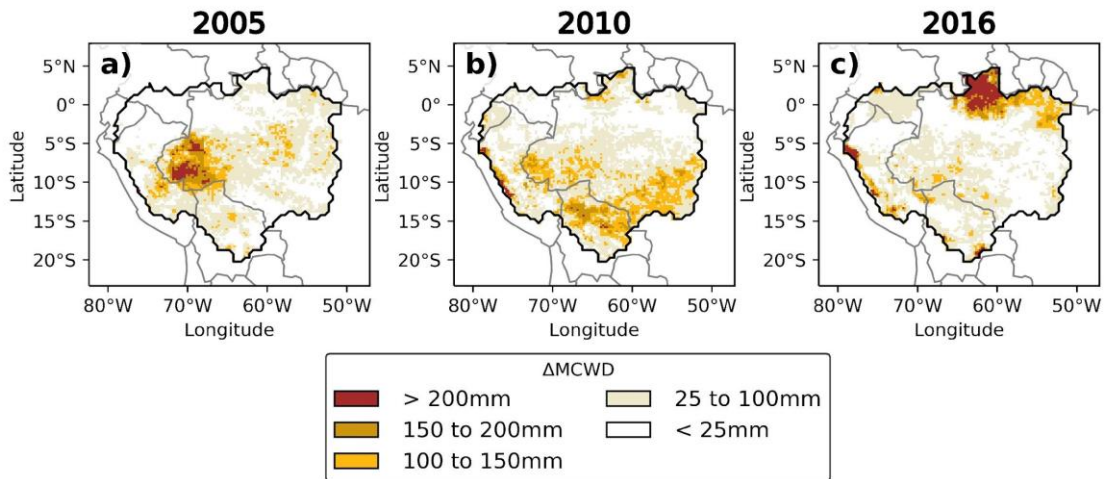 2005
2010
2016
a)
b)
c)
5°N
0°
5°S
10°S
15°S
20°S
Latitude
80°W 70°W 60°W 50°W
Longitude
5°N
0°
5°S
10°S
15°S
20°S
Latitude
80°W 70°W 60°W 50°W
Longitude
5°N
0°
5°S
10°S
15°S
20°S
Latitude
80°W 70°W 60°W 50°W
Longitude
ΔMCWD
> 200mm
150 to 200mm
100 to 150mm
25 to 100mm
< 25mm